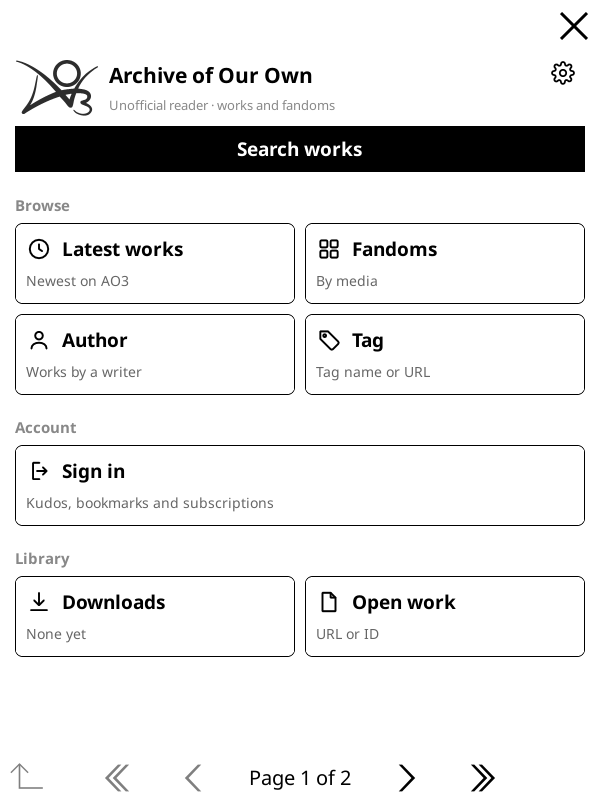 Archive of Our Own
Unofficial reader · works and fandoms
Search works
Browse
Latest works
Newest on AO3
Fandoms
By media
Author
Works by a writer
Tag
Tag name or URL
Account
Sign in
Kudos, bookmarks and subscriptions
Library
Downloads
None yet
Open work
URL or ID
Page 1 of 2